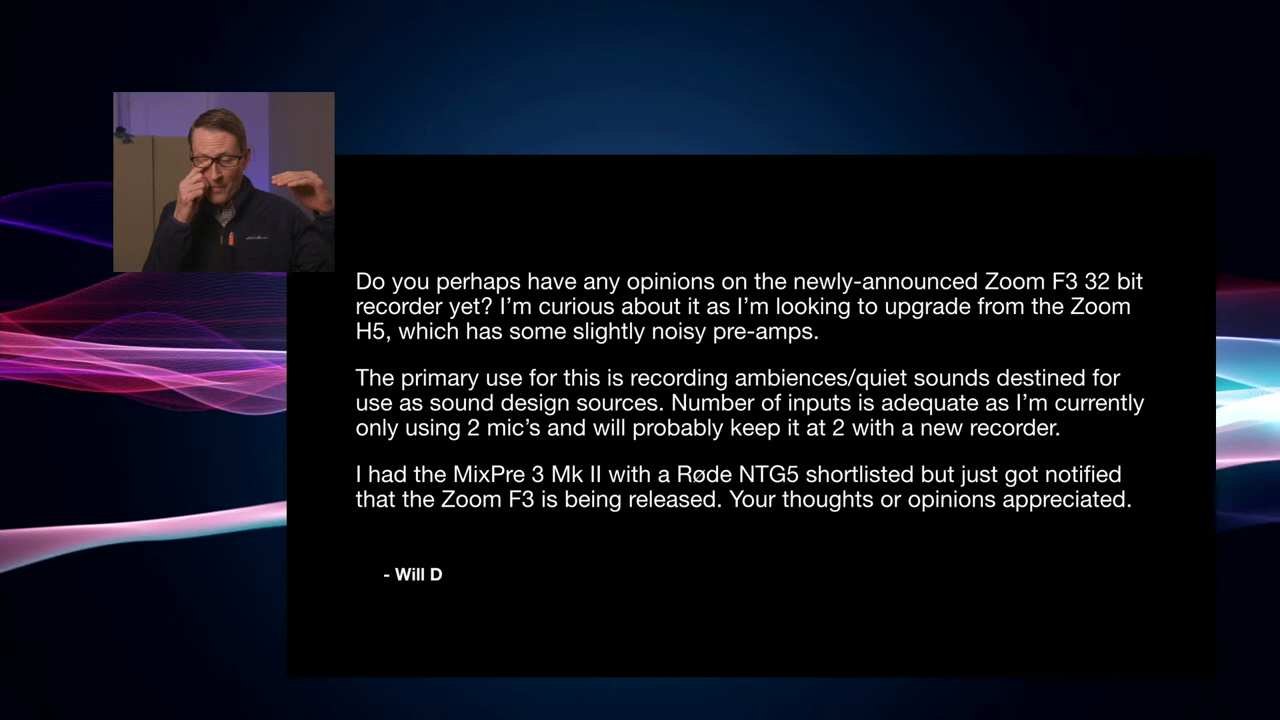 Do you perhaps have any opinions on the newly-announced Zoom F3 32 bit
recorder yet? I’m curious about it as I’m looking to upgrade from the Zoom
H5, which has some slightly noisy pre-amps.
The primary use for this is recording ambiences/quiet sounds destined for
use as sound design sources. Number of inputs is adequate as I’m currently
only using 2 mic’s and will probably keep it at 2 with a new recorder.
I had the MixPre 3 Mk II with a Røde NTG5 shortlisted but just got notified
that the Zoom F3 is being released. Your thoughts or opinions appreciated.
- Will D